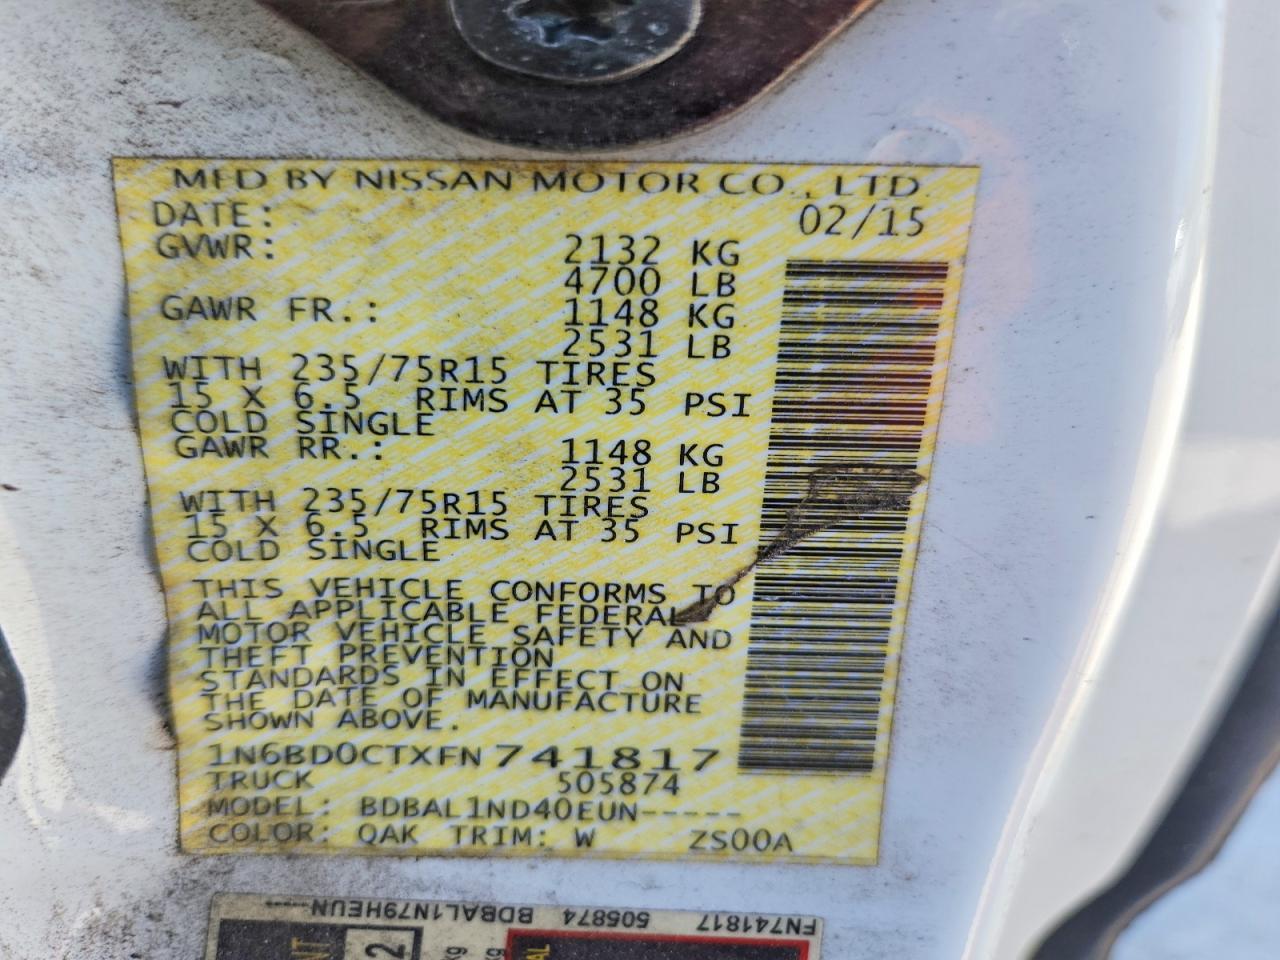 MFD BY NISSAN MOTOR CO., LTD.
DATE: 02/15
GVWR: 2132 KG
4700 LB
GAWR FR.: 1148 KG
2531 LB
WITH 235/75R15 TIRES
15 X 6.5 RIMS AT 35 PSI
COLD SINGLE
GAWR RR.: 1148 KG
2531 LB
WITH 235/75R15 TIRES
15 X 6.5 RIMS AT 35 PSI
COLD SINGLE
THIS VEHICLE CONFORMS TO
ALL APPLICABLE FEDERAL
MOTOR VEHICLE SAFETY AND
THEFT PREVENTION
STANDARDS IN EFFECT ON
THE DATE OF MANUFACTURE
SHOWN ABOVE.
1N6BD0CTXFN741817
TRUCK 505874
MODEL: BDBAL1ND40EUN-----
COLOR: QAK TRIM: W ZS00A
FN741817 505874 BDBAL1N79HEUN-----
2
kg